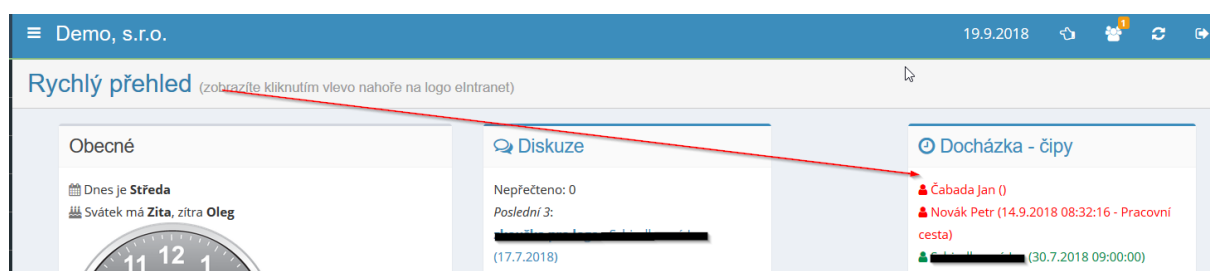 Demo, s.r.o.
19.9.2018
1
Rychlý přehled (zobrazíte kliknutím vlevo nahoře na logo eIntranet)
Obecné
Dnes je Středa
Svátek má Zita, zítra Oleg
11 12 1
Diskuze
Nepřečteno: 0
Poslední 3:
(17.7.2018)
Docházka - čipy
Čabada Jan ()
Novák Petr (14.9.2018 08:32:16 - Pracovní
cesta)
(30.7.2018 09:00:00)